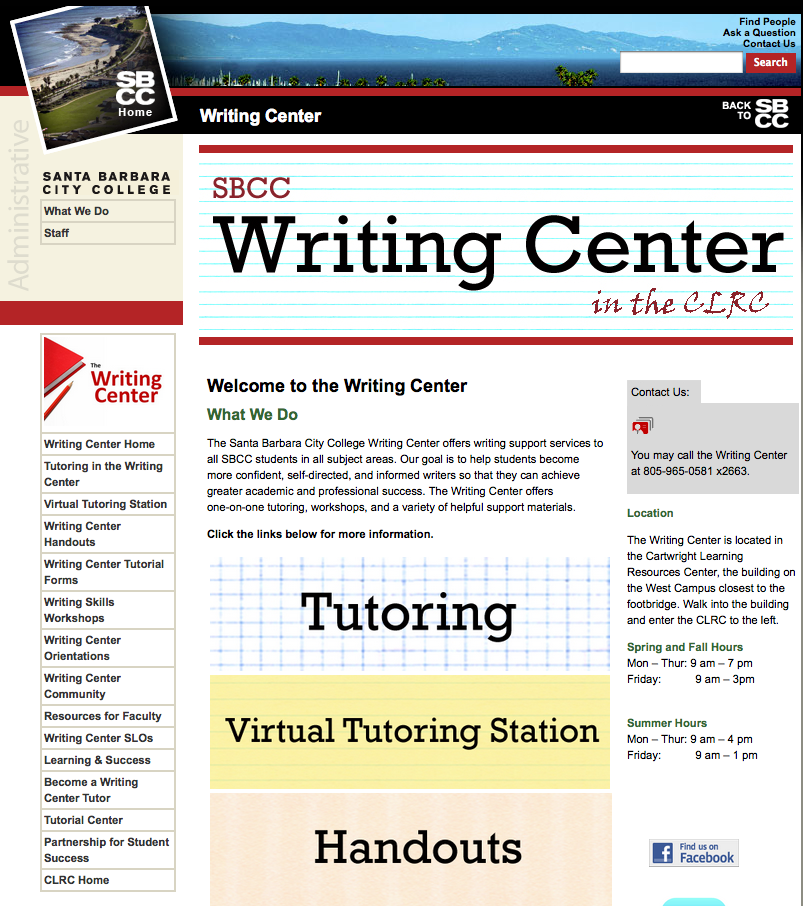 Find People
Ask a Question
Contact Us
Search
SB
CC
Home
Writing Center
BACK
TO
SB
CC
Administrative
SANTA BARBARA
CITY COLLEGE
What We Do
Staff
SBCC
Writing Center
in the CLRC
The
Writing
Center
Writing Center Home
Tutoring in the Writing
Center
Virtual Tutoring Station
Writing Center
Handouts
Writing Center Tutorial
Forms
Writing Skills
Workshops
Writing Center
Orientations
Writing Center
Community
Resources for Faculty
Writing Center SLOs
Learning & Success
Become a Writing
Center Tutor
Tutorial Center
Partnership for Student
Success
CLRC Home
Welcome to the Writing Center
What We Do
The Santa Barbara City College Writing Center offers writing support services to
all SBCC students in all subject areas. Our goal is to help students become
more confident, self-directed, and informed writers so that they can achieve
greater academic and professional success. The Writing Center offers
one-on-one tutoring, workshops, and a variety of helpful support materials.
Click the links below for more information.
Tutoring
Virtual Tutoring Station
Handouts
Contact Us:
You may call the Writing Center
at 805-965-0581 x2663.
Location
The Writing Center is located in
the Cartwright Learning
Resources Center, the building on
the West Campus closest to the
footbridge. Walk into the building
and enter the CLRC to the left.
Spring and Fall Hours
Mon – Thur: 9 am – 7 pm
Friday: 9 am – 3pm
Summer Hours
Mon – Thur: 9 am – 4 pm
Friday: 9 am – 1 pm
Find us on
Facebook